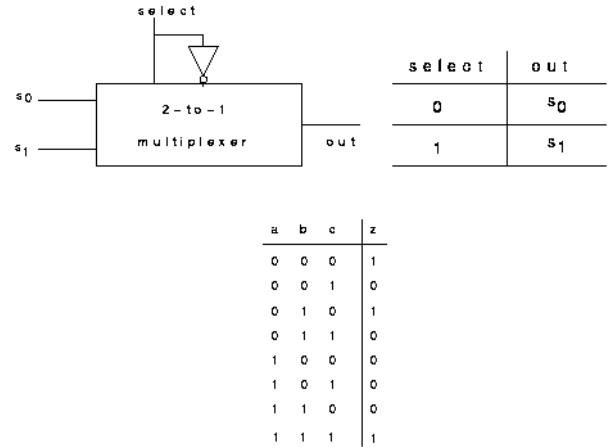 select
s0
s1
2-to-1
multiplexer
out
select out
0 s0
1 s1
a b c z
0 0 0 1
0 0 1 0
0 1 0 1
0 1 1 0
1 0 0 0
1 0 1 0
1 1 0 0
1 1 1 1